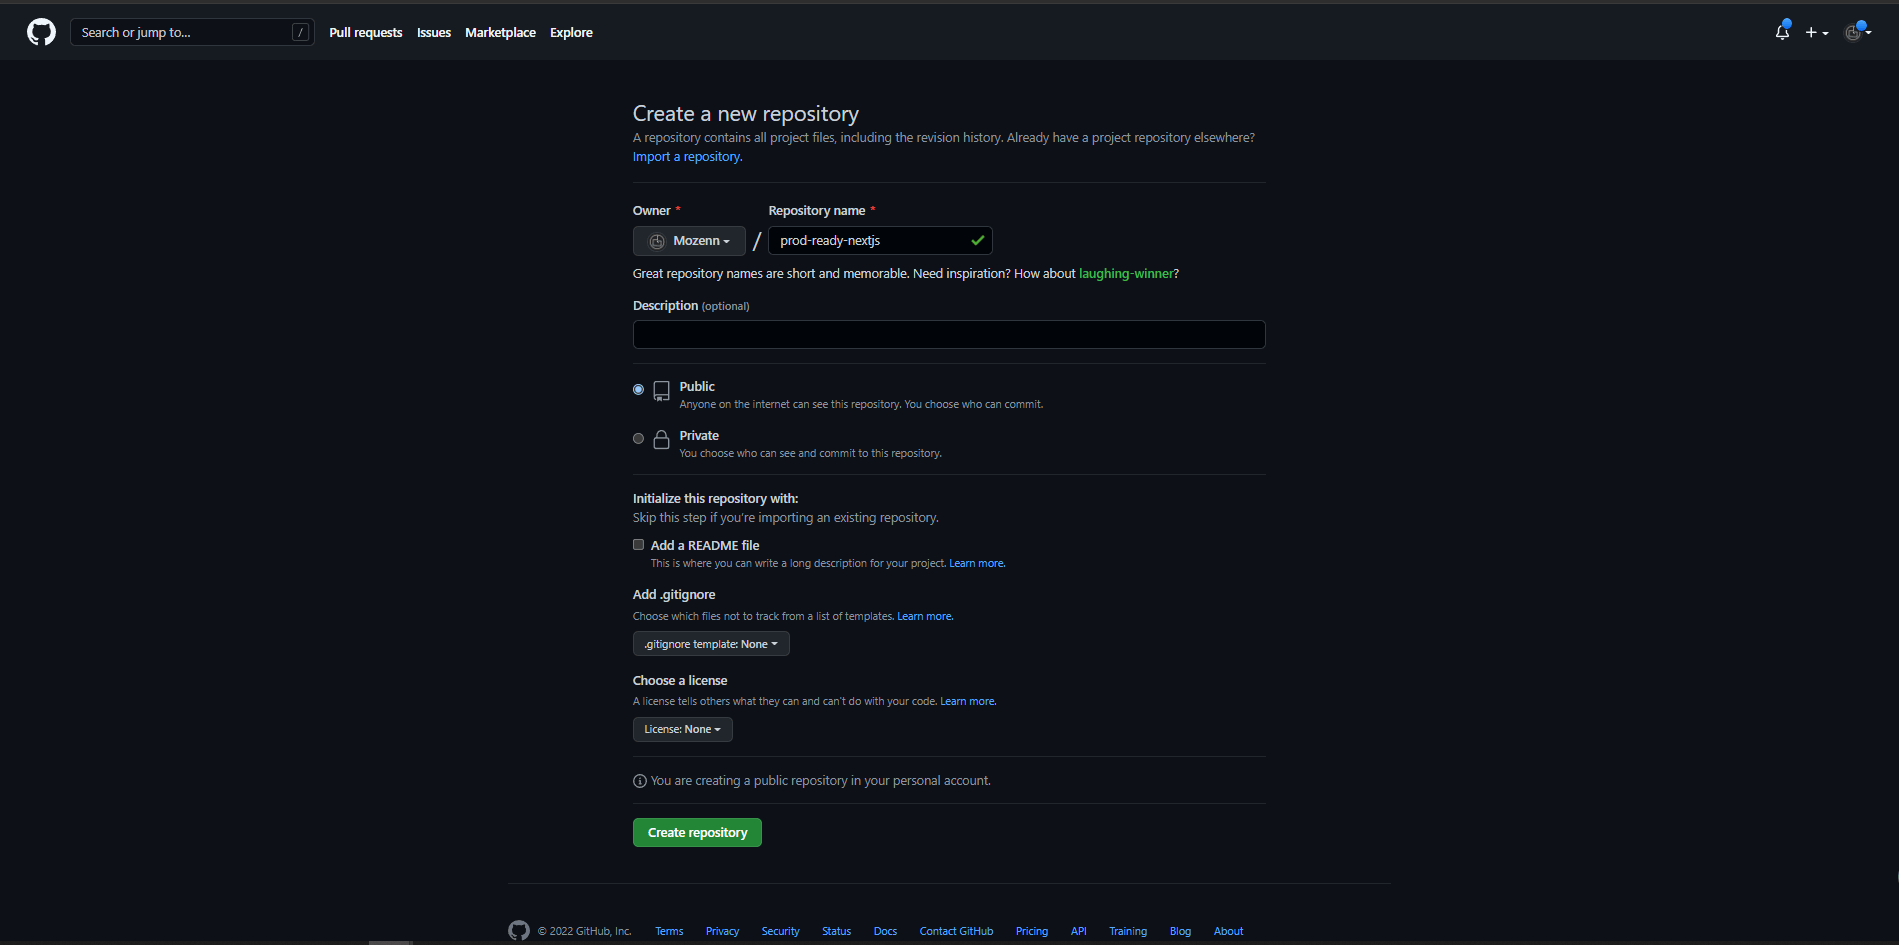 Search or jump to... /
Pull requests Issues Marketplace Explore
Create a new repository
A repository contains all project files, including the revision history. Already have a project repository elsewhere?
Import a repository.
Owner * Repository name *
Mozenn / prod-ready-nextjs
Great repository names are short and memorable. Need inspiration? How about laughing-winner?
Description (optional)
Public
Anyone on the internet can see this repository. You choose who can commit.
Private
You choose who can see and commit to this repository.
Initialize this repository with:
Skip this step if you're importing an existing repository.
Add a README file
This is where you can write a long description for your project. Learn more.
Add .gitignore
Choose which files not to track from a list of templates. Learn more.
.gitignore template: None
Choose a license
A license tells others what they can and can't do with your code. Learn more.
License: None
You are creating a public repository in your personal account.
Create repository
© 2022 GitHub, Inc. Terms Privacy Security Status Docs Contact GitHub Pricing API Training Blog About